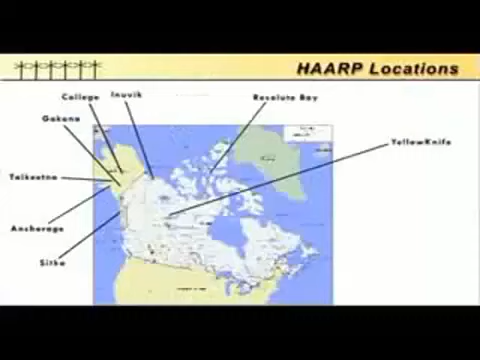 HAARP Locations
College
Inuvik
Resolute Bay
Gakona
YellowKnife
Talkeetna
Anchorage
Sitka